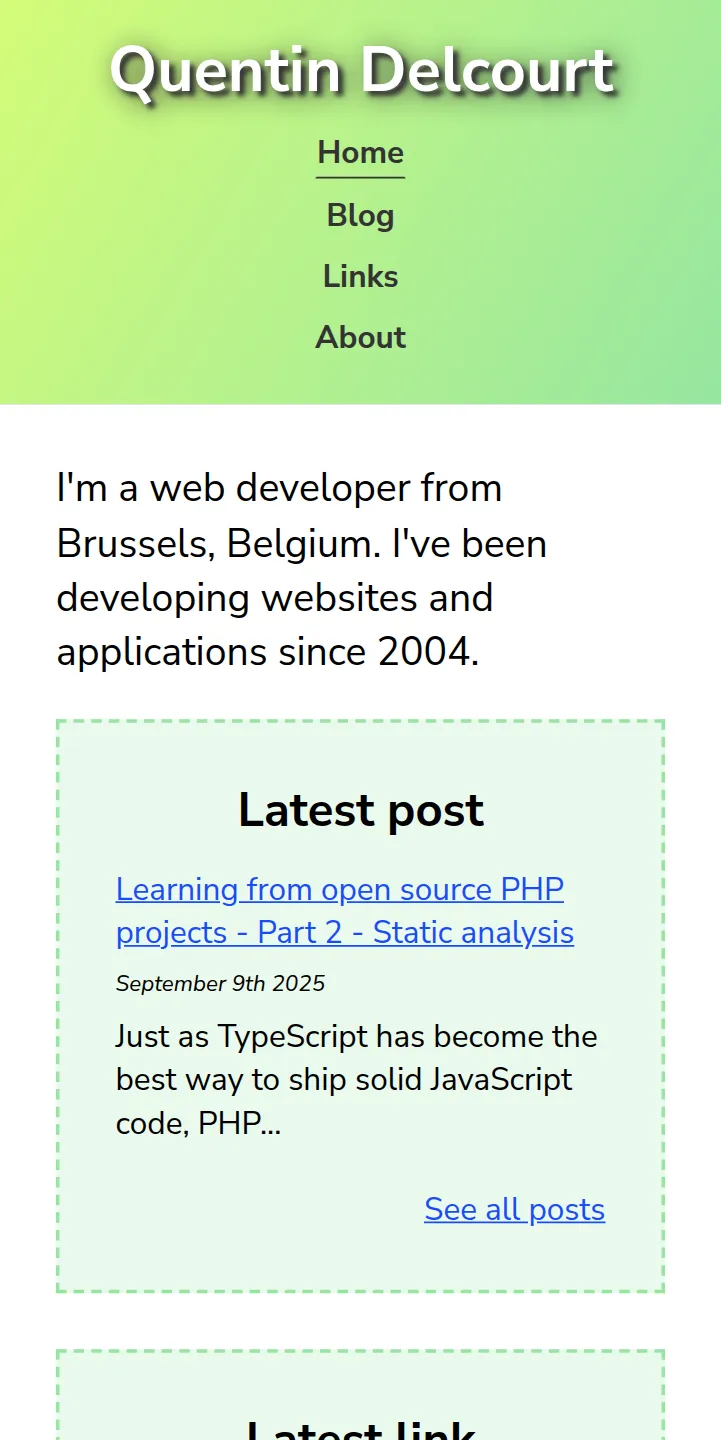 Quentin Delcourt
Home
Blog
Links
About
I'm a web developer from
Brussels, Belgium. I've been
developing websites and
applications since 2004.
Latest post
Learning from open source PHP
projects - Part 2 - Static analysis
September 9th 2025
Just as TypeScript has become the
best way to ship solid JavaScript
code, PHP...
See all posts
Latest link